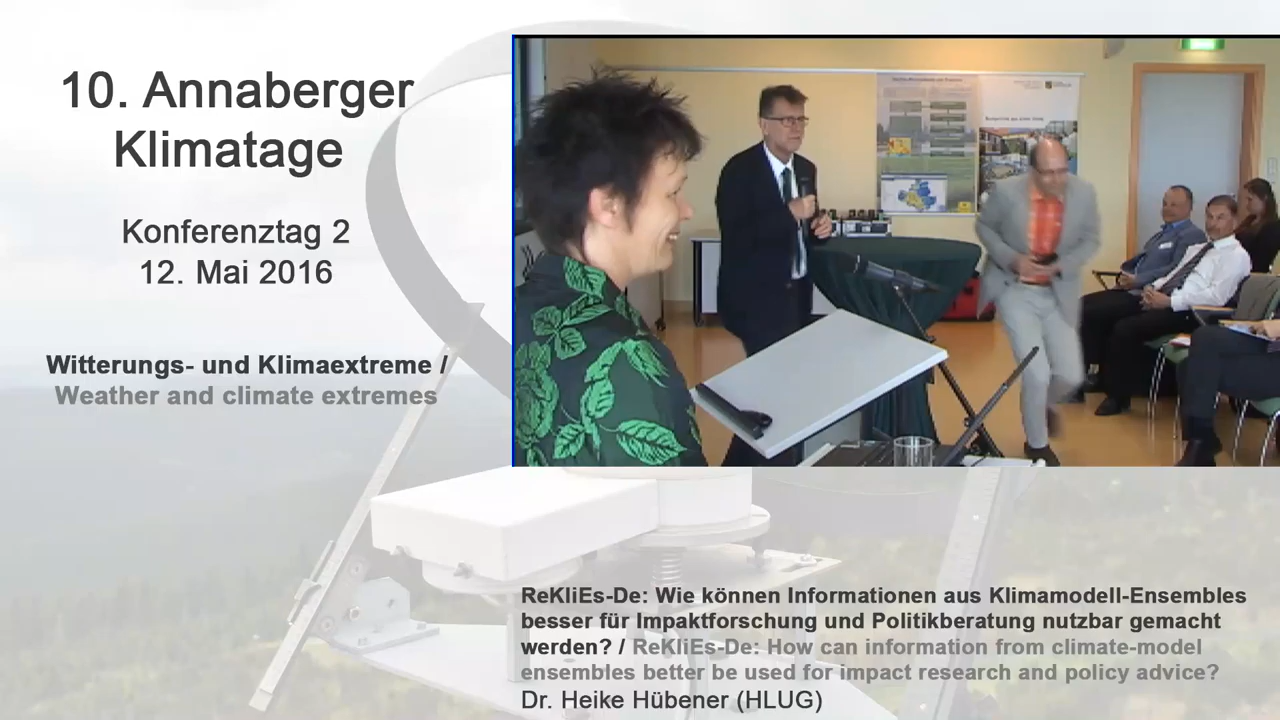 10. Annaberger
Klimatage
Konferenztag 2
12. Mai 2016
Witterungs- und Klimaextreme /
Weather and climate extremes
ReKliEs-De: Wie können Informationen aus Klimamodell-Ensembles
besser für Impaktforschung und Politikberatung nutzbar gemacht
werden? / ReKliEs-De: How can information from climate-model
ensembles better be used for impact research and policy advice?
Dr. Heike Hübener (HLUG)